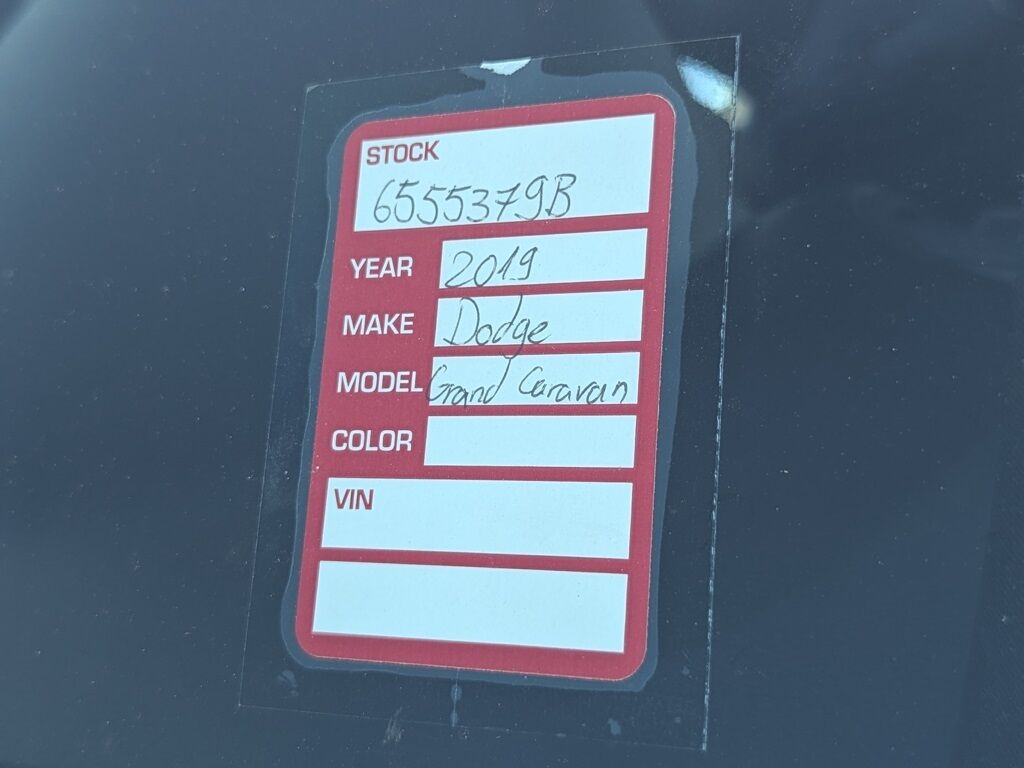 STOCK
6555379B
YEAR 2019
MAKE Dodge
MODEL Grand Caravan
COLOR
VIN